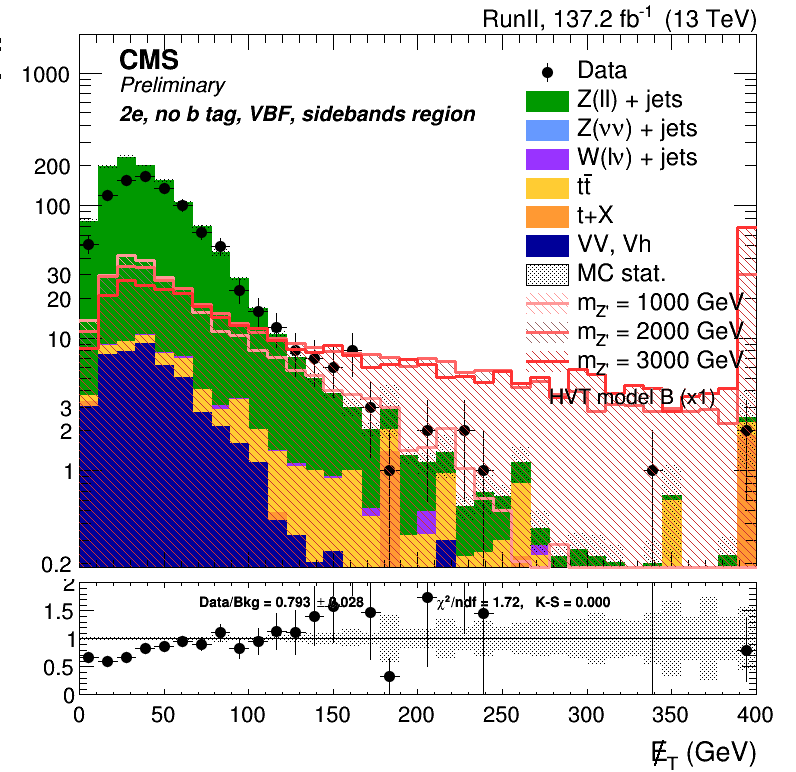 RunII, 137.2 fb⁻¹ (13 TeV)
CMS
Preliminary
2e, no b tag, VBF, sidebands region
Data
Z(ll) + jets
Z(νν) + jets
W(lν) + jets
tt̄
t+X
VV, Vh
MC stat.
m_Z' = 1000 GeV
m_Z' = 2000 GeV
m_Z' = 3000 GeV
HVT model B (x1)
1000
200
100
30
20
10
3
2
1
0.2
Data/Bkg = 0.793 ± 0.028 χ²/ndf = 1.72, K-S = 0.000
2
1.5
1
0.5
0
0 50 100 150 200 250 300 350 400
E̸_T (GeV)